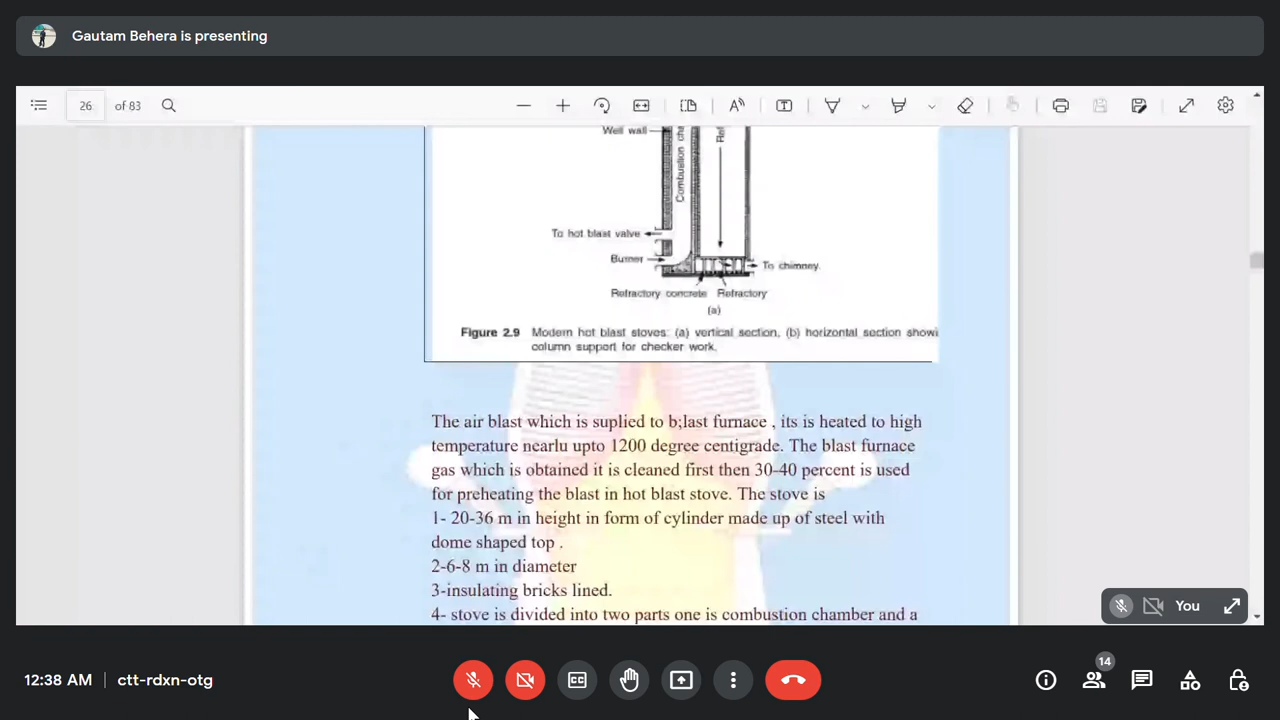 Gautam Behera is presenting
26 of 83
Well wall
Combustion cha
Ref
To hot blast valve
Burner
To chimney
Refractory concrete Refractory
(a)
Figure 2.9 Modern hot blast stoves: (a) vertical section, (b) horizontal section showi
column support for checker work.
The air blast which is suplied to b;last furnace , its is heated to high
temperature nearlu upto 1200 degree centigrade. The blast furnace
gas which is obtained it is cleaned first then 30-40 percent is used
for preheating the blast in hot blast stove. The stove is
1- 20-36 m in height in form of cylinder made up of steel with
dome shaped top .
2-6-8 m in diameter
3-insulating bricks lined.
4- stove is divided into two parts one is combustion chamber and a
You
12:38 AM | ctt-rdxn-otg
14